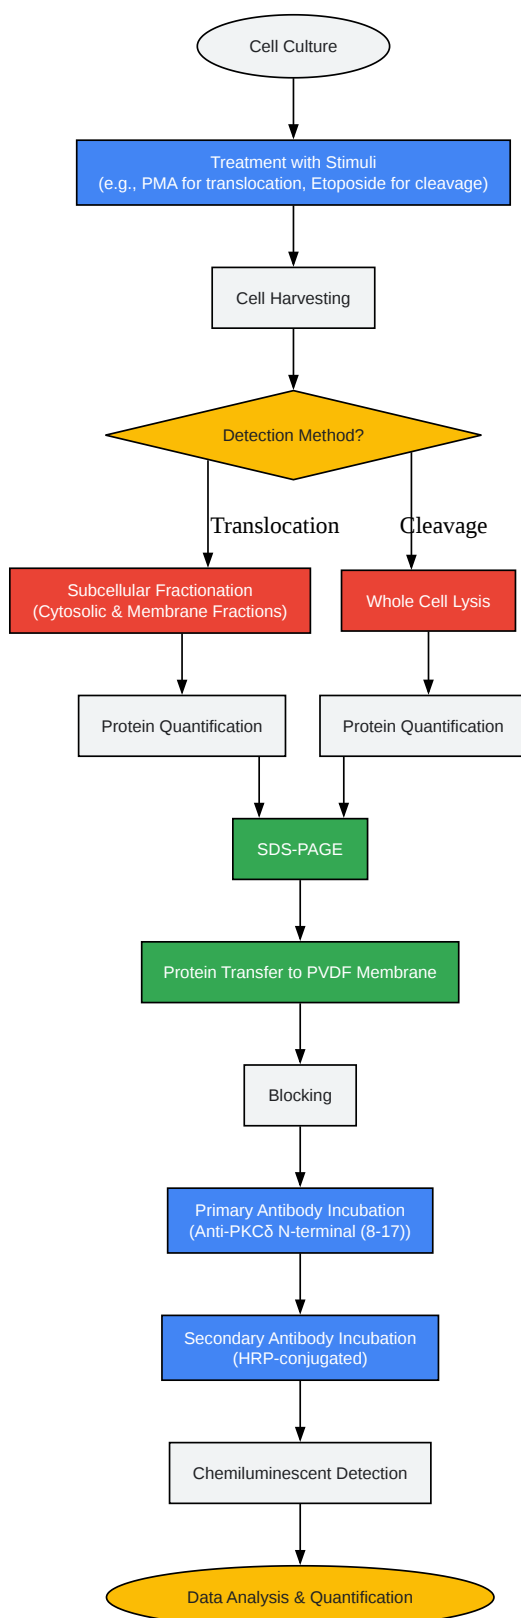 Cell Culture
Treatment with Stimuli
(e.g., PMA for translocation, Etoposide for cleavage)
Cell Harvesting
Detection Method?
Translocation
Cleavage
Subcellular Fractionation
(Cytosolic & Membrane Fractions)
Whole Cell Lysis
Protein Quantification
Protein Quantification
SDS-PAGE
Protein Transfer to PVDF Membrane
Blocking
Primary Antibody Incubation
(Anti-PKCδ N-terminal (8-17))
Secondary Antibody Incubation
(HRP-conjugated)
Chemiluminescent Detection
Data Analysis & Quantification